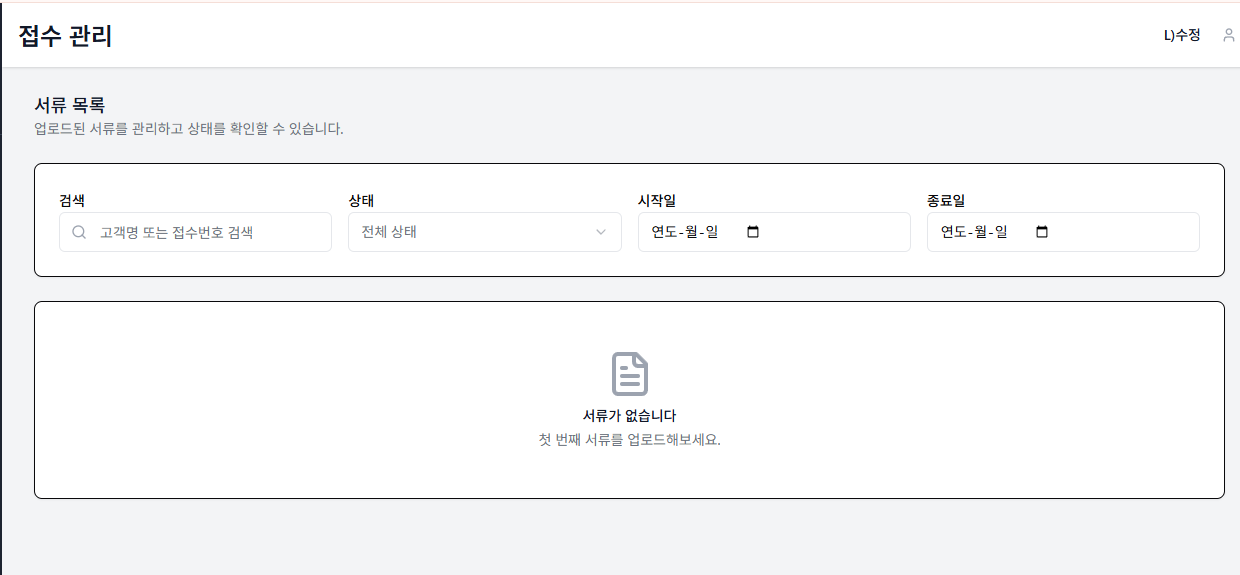 접수 관리
L)수정
서류 목록
업로드된 서류를 관리하고 상태를 확인할 수 있습니다.
검색
상태
시작일
종료일
고객명 또는 접수번호 검색
전체 상태
연도-월-일
연도-월-일
서류가 없습니다
첫 번째 서류를 업로드해보세요.